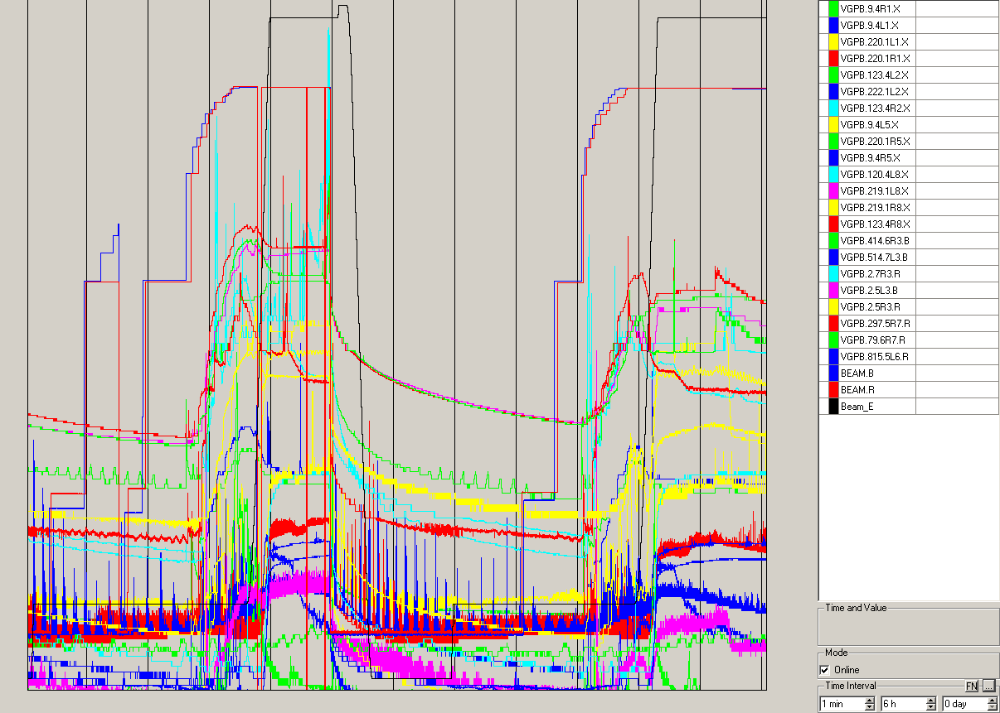 VGPB.9.4R1.X
VGPB.9.4L1.X
VGPB.220.1L1.X
VGPB.220.1R1.X
VGPB.123.4L2.X
VGPB.222.1L2.X
VGPB.123.4R2.X
VGPB.9.4L5.X
VGPB.220.1R5.X
VGPB.9.4R5.X
VGPB.120.4L8.X
VGPB.219.1L8.X
VGPB.219.1R8.X
VGPB.123.4R8.X
VGPB.414.6R3.B
VGPB.514.7L3.B
VGPB.2.7R3.R
VGPB.2.5L3.B
VGPB.2.5R3.R
VGPB.297.5R7.R
VGPB.79.6R7.R
VGPB.815.5L6.R
BEAM.B
BEAM.R
Beam_E
Time and Value
Mode
Online
Time Interval FN ...
1 min 6 h 0 day